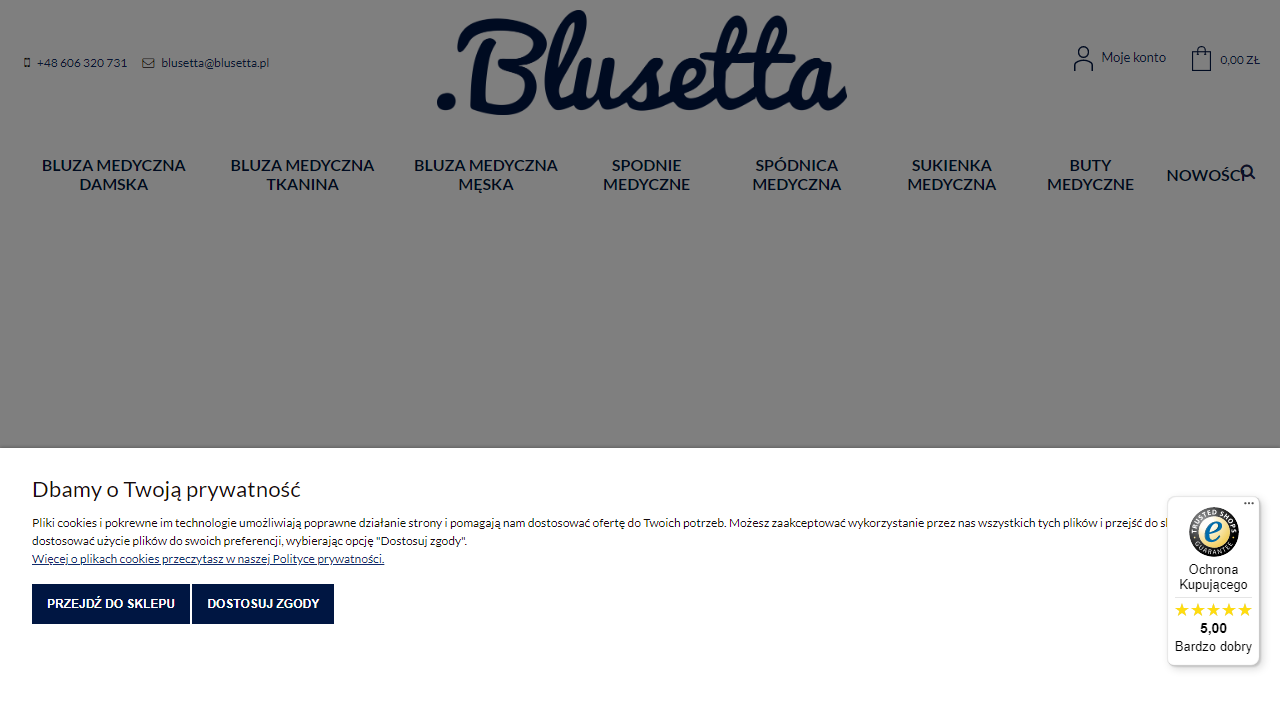 +48 606 320 731
blusetta@blusetta.pl
.Blusetta
Moje konto
0,00 ZŁ
BLUZA MEDYCZNA
DAMSKA
BLUZA MEDYCZNA
TKANINA
BLUZA MEDYCZNA
MĘSKA
SPODNIE
MEDYCZNE
SPÓDNICA
MEDYCZNA
SUKIENKA
MEDYCZNA
BUTY
MEDYCZNE
NOWOŚCI
Dbamy o Twoją prywatność
Pliki cookies i pokrewne im technologie umożliwiają poprawne działanie strony i pomagają nam dostosować ofertę do Twoich potrzeb. Możesz zaakceptować wykorzystanie przez nas wszystkich tych plików i przejść do
dostosować użycie plików do swoich preferencji, wybierając opcję "Dostosuj zgody".
Więcej o plikach cookies przeczytasz w naszej Polityce prywatności.
PRZEJDŹ DO SKLEPU
DOSTOSUJ ZGODY
TRUSTED SHOPS
e
GUARANTEE
Ochrona
Kupującego
5,00
Bardzo dobry